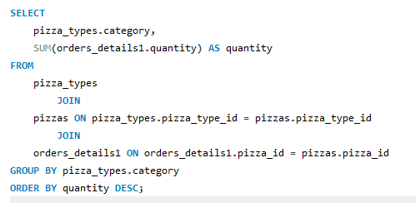 SELECT
pizza_types.category,
SUM(orders_details1.quantity) AS quantity
FROM
pizza_types
JOIN
pizzas ON pizza_types.pizza_type_id = pizzas.pizza_type_id
JOIN
orders_details1 ON orders_details1.pizza_id = pizzas.pizza_id
GROUP BY pizza_types.category
ORDER BY quantity DESC;